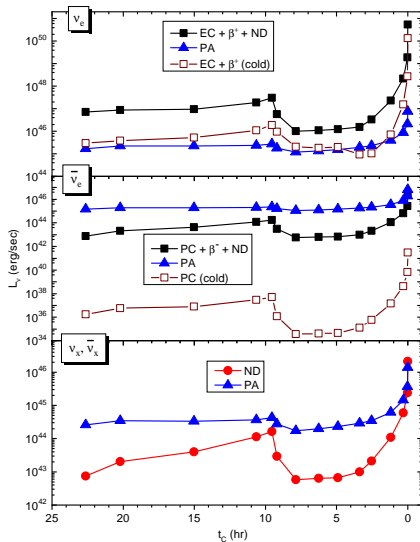 ν_e
10^50
10^48
10^46
10^44
EC + β^+ + ND
PA
EC + β^+ (cold)
ν̄_e
10^46
10^44
10^42
10^40
10^38
10^36
10^34
PC + β^- + ND
PA
PC (cold)
L_ν (erg/sec)
ν_x, ν̄_x
10^46
10^45
10^44
10^43
10^42
ND
PA
25 20 15 10 5 0
t_C (hr)